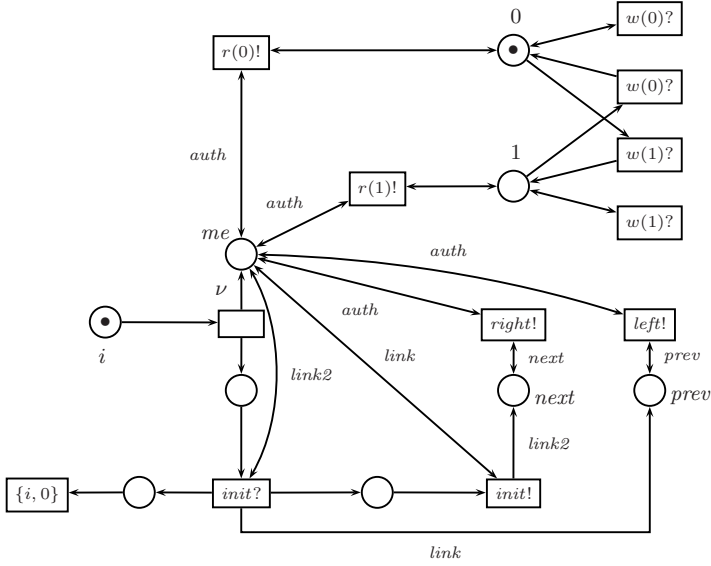 0
w(0)?
r(0)!
w(0)?
1
auth
w(1)?
r(1)!
auth
w(1)?
me
auth
ν
auth
right!
left!
i
link
next
prev
link2
next
prev
link2
{i, 0}
init?
init!
link